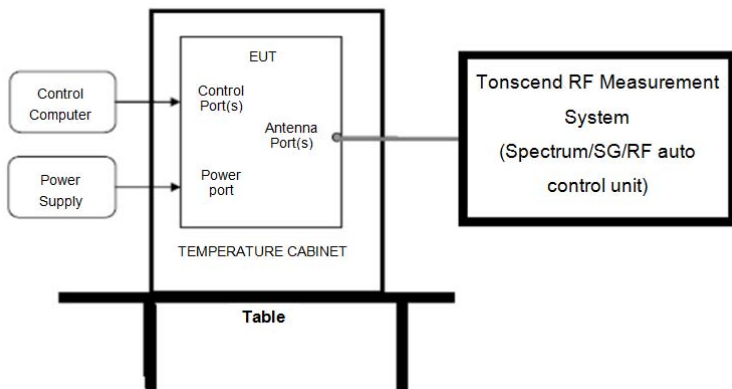 EUT
Control
Computer
Control
Port(s)
Antenna
Port(s)
Power
Supply
Power
port
TEMPERATURE CABINET
Table
Tonscend RF Measurement
System
(Spectrum/SG/RF auto
control unit)